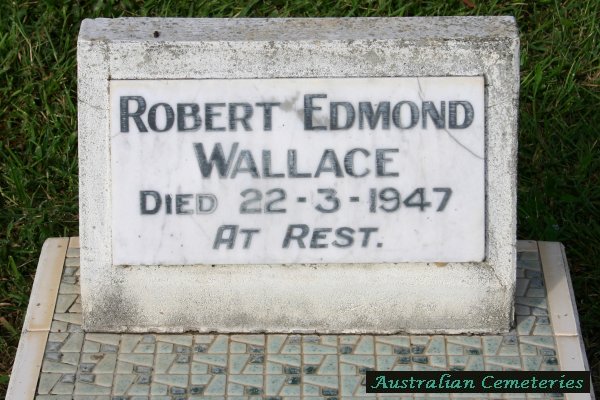 ROBERT EDMOND
WALLACE
DIED 22-3-1947
AT REST.
Australian Cemeteries